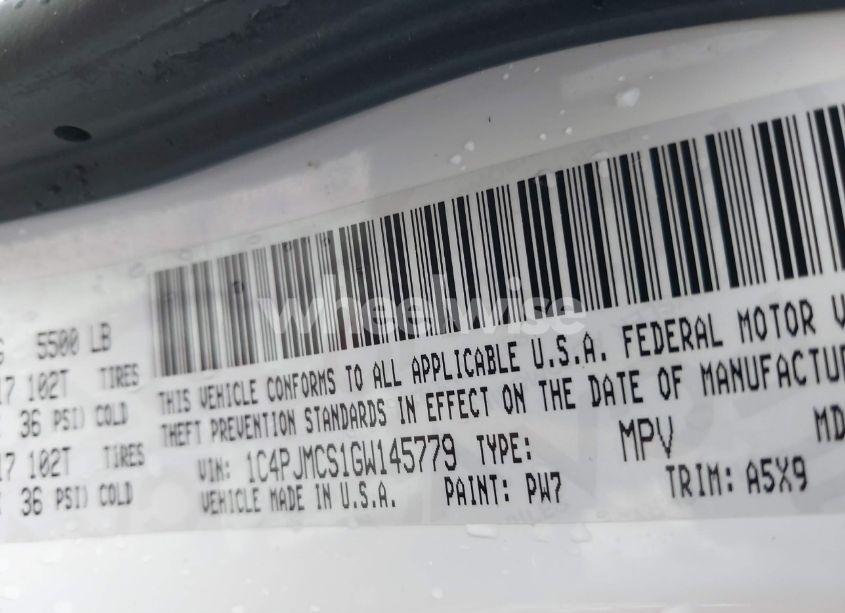 G 5500 LB
17 102T TIRES
36 PSI) COLD
17 102T TIRES
36 PSI) COLD
wheelwise
THIS VEHICLE CONFORMS TO ALL APPLICABLE U.S.A. FEDERAL MOTOR V
THEFT PREVENTION STANDARDS IN EFFECT ON THE DATE OF MANUFACTU
VIN: 1C4PJMCS1GW145779 TYPE: MPV MD
VEHICLE MADE IN U.S.A. PAINT: PW7 TRIM: A5X9